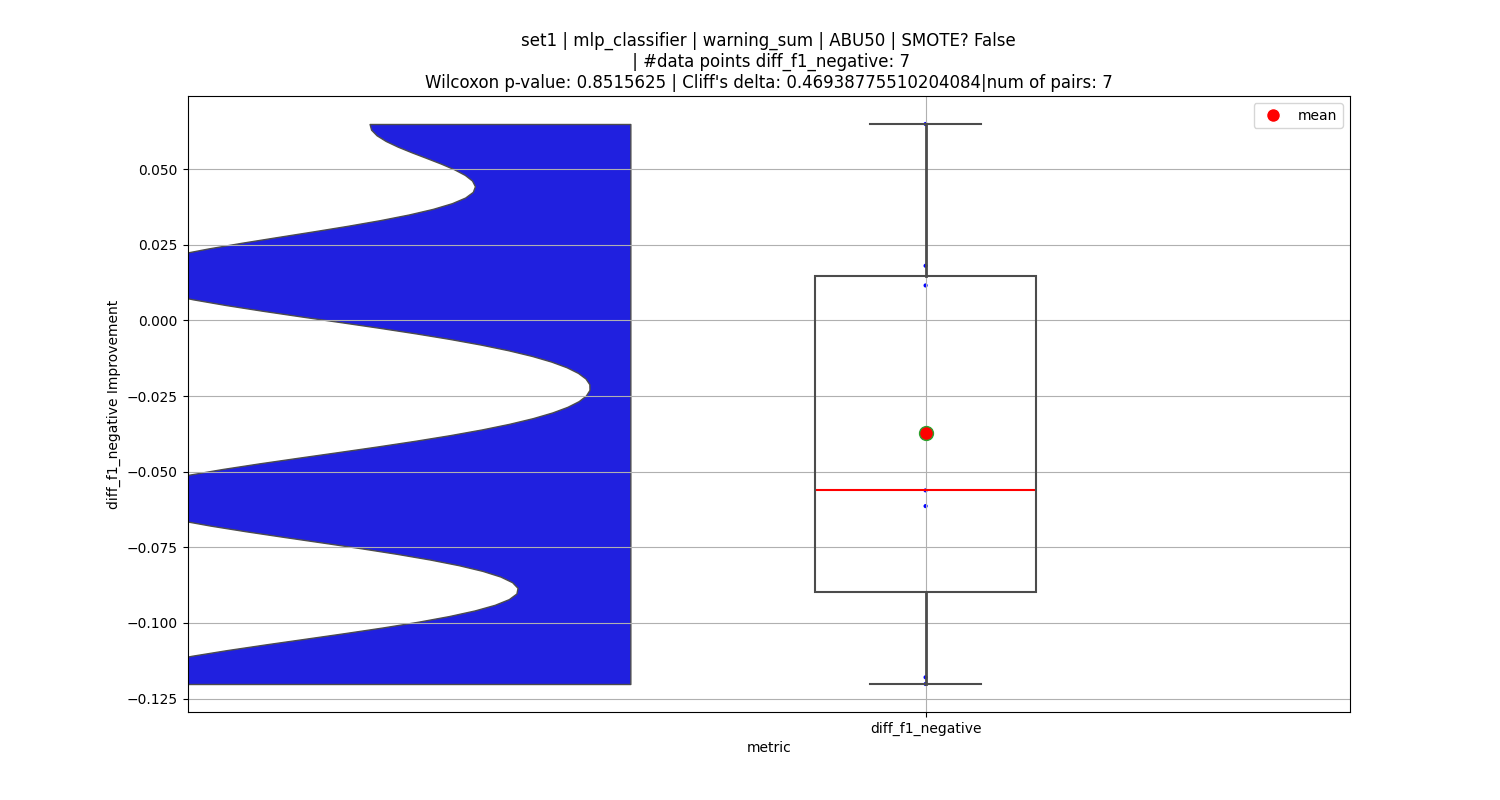 set1 | mlp_classifier | warning_sum | ABU50 | SMOTE? False
| #data points diff_f1_negative: 7
Wilcoxon p-value: 0.8515625 | Cliff's delta: 0.46938775510204084|num of pairs: 7
mean
0.050
0.025
0.000
−0.025
−0.050
−0.075
−0.100
−0.125
diff_f1_negative Improvement
diff_f1_negative
metric